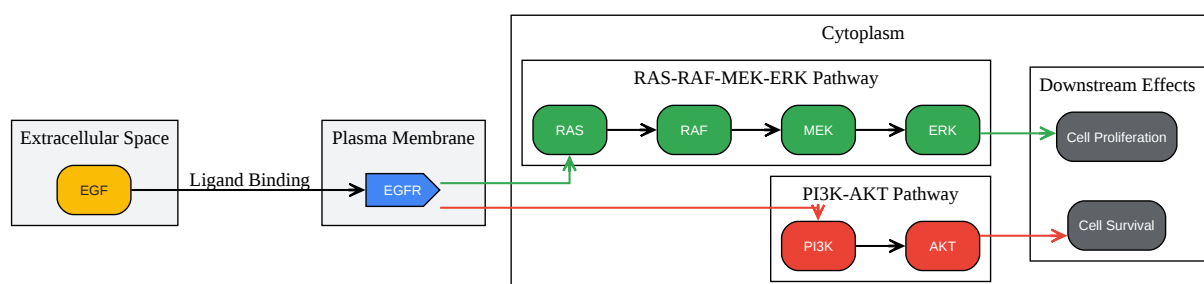 Cytoplasm
RAS-RAF-MEK-ERK Pathway
Downstream Effects
RAS
RAF
MEK
ERK
Cell Proliferation
Extracellular Space
Plasma Membrane
EGF
Ligand Binding
EGFR
PI3K-AKT Pathway
PI3K
AKT
Cell Survival